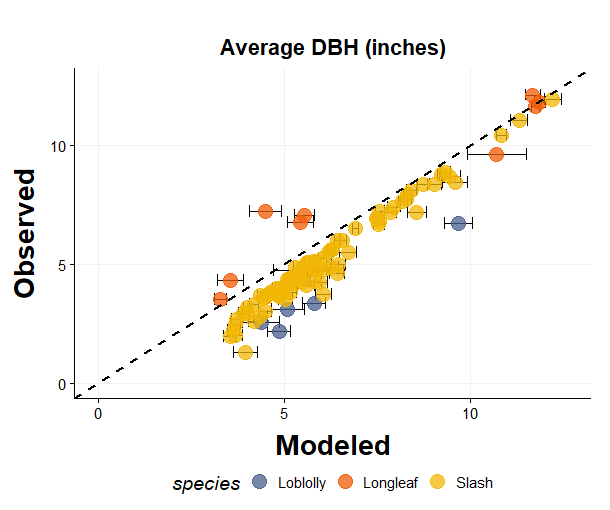 Average DBH (inches)
Observed
10
5
0
0 5 10
Modeled
species Loblolly Longleaf Slash